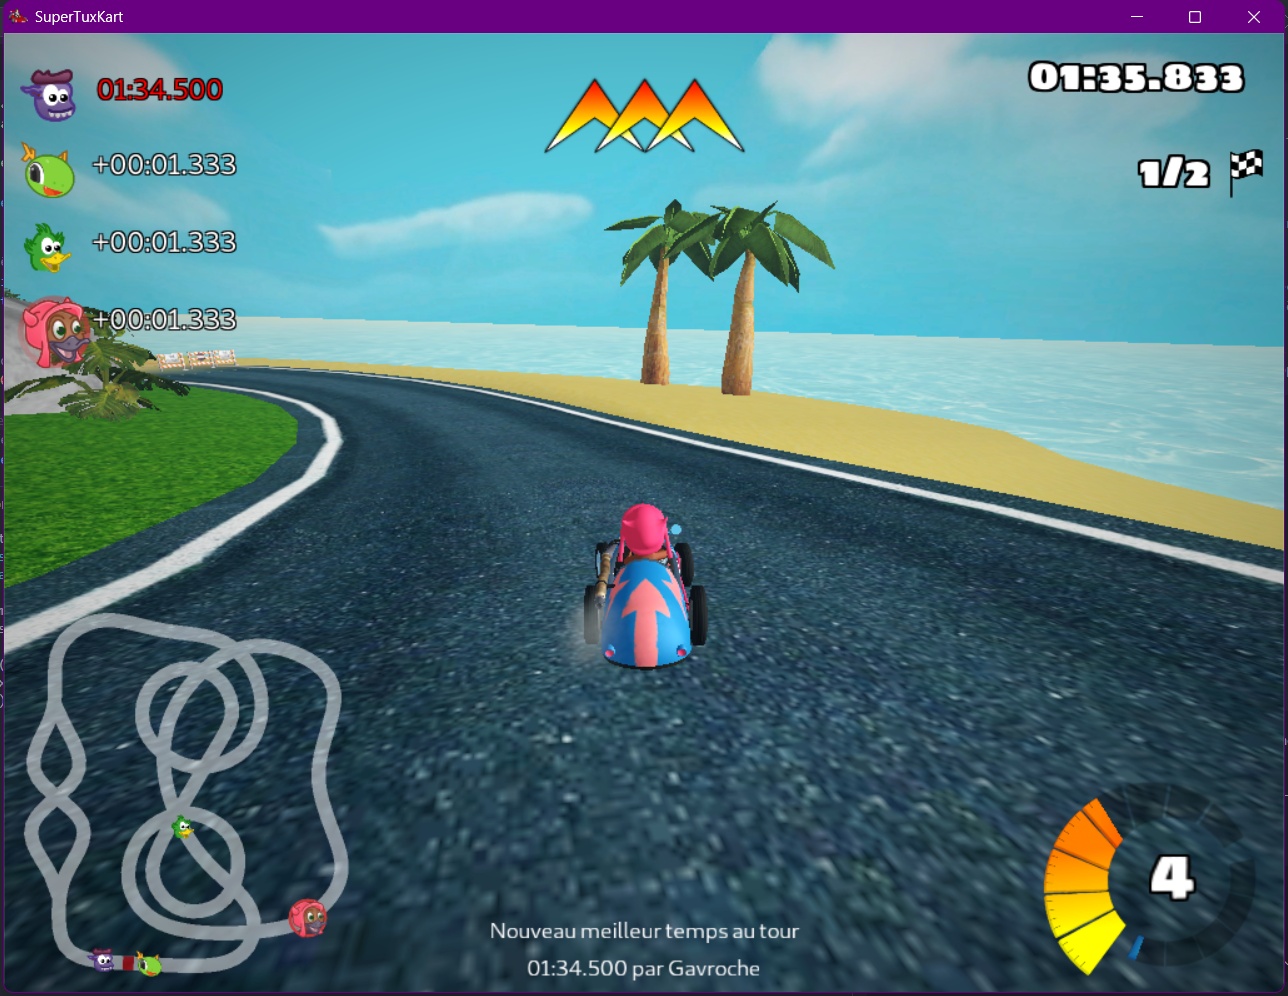 SuperTuxKart
01:34.500
01:35.833
+00:01.333
1/2
+00:01.333
+00:01.333
Nouveau meilleur temps au tour
01:34.500 par Gavroche
4